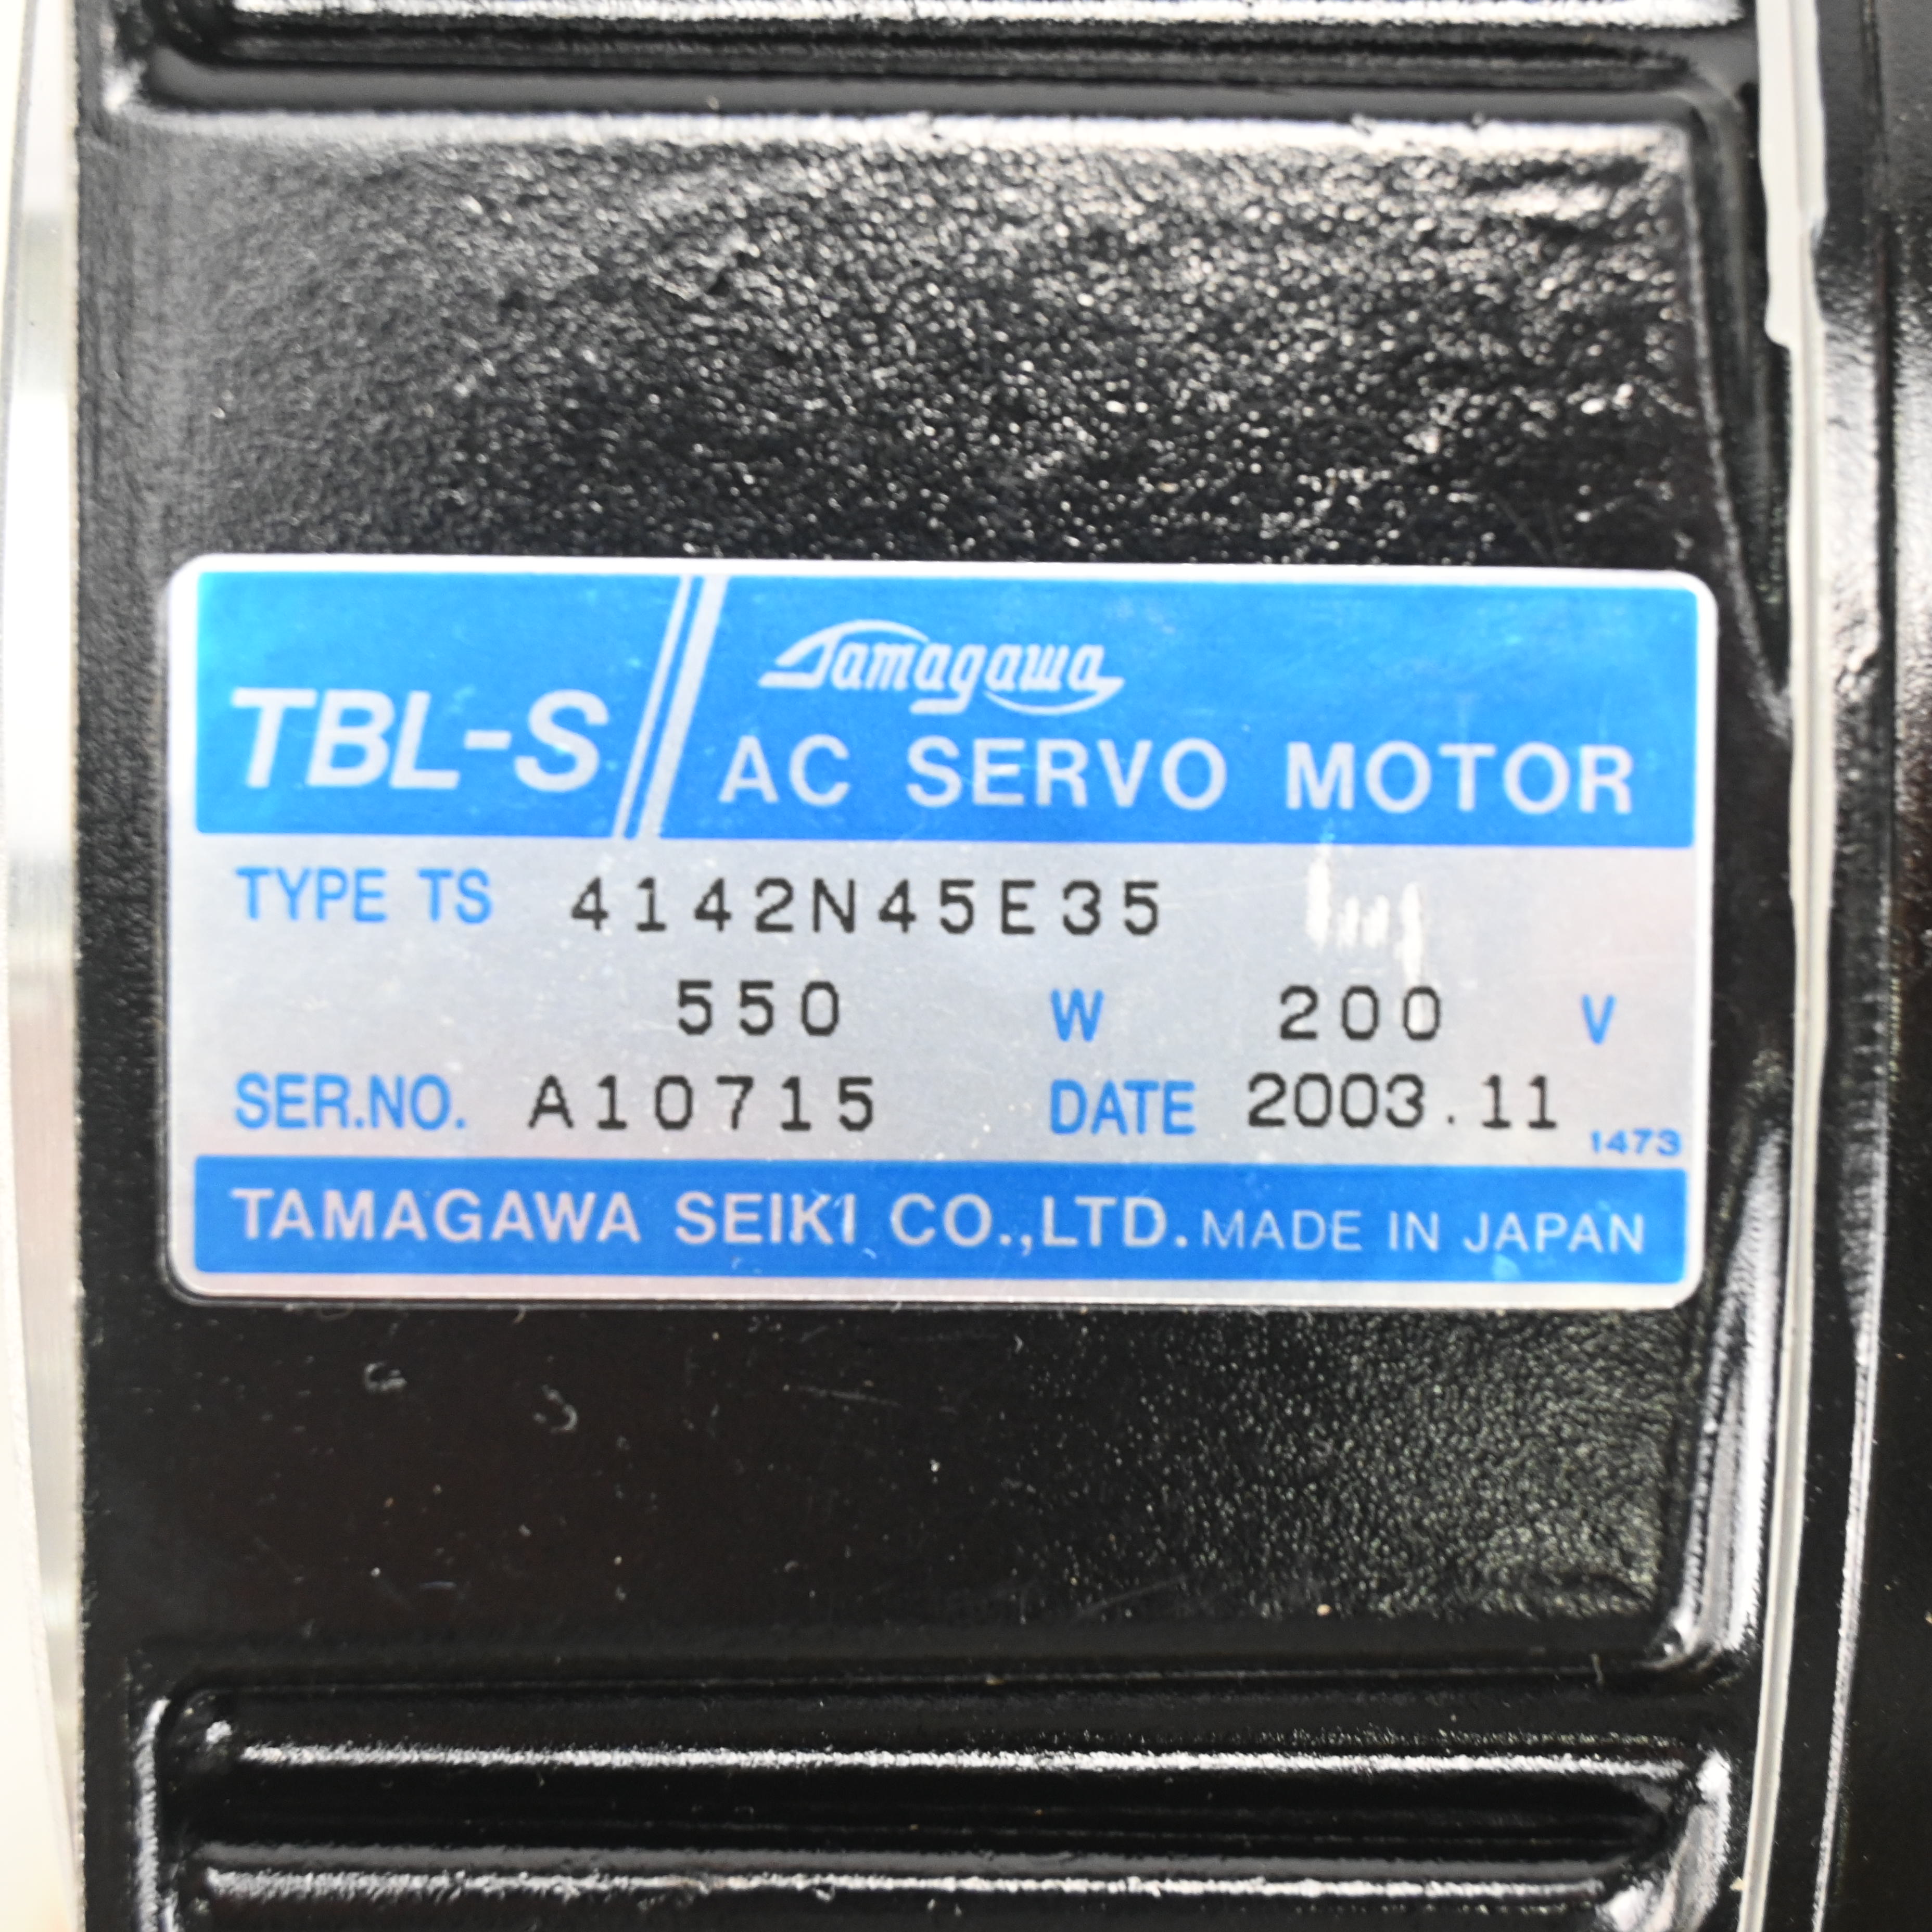 TBL-S
Tamagawa
AC SERVO MOTOR
TYPE TS 4142N45E35
550 W 200 V
SER.NO. A10715 DATE 2003.11
1473
TAMAGAWA SEIKI CO.,LTD. MADE IN JAPAN